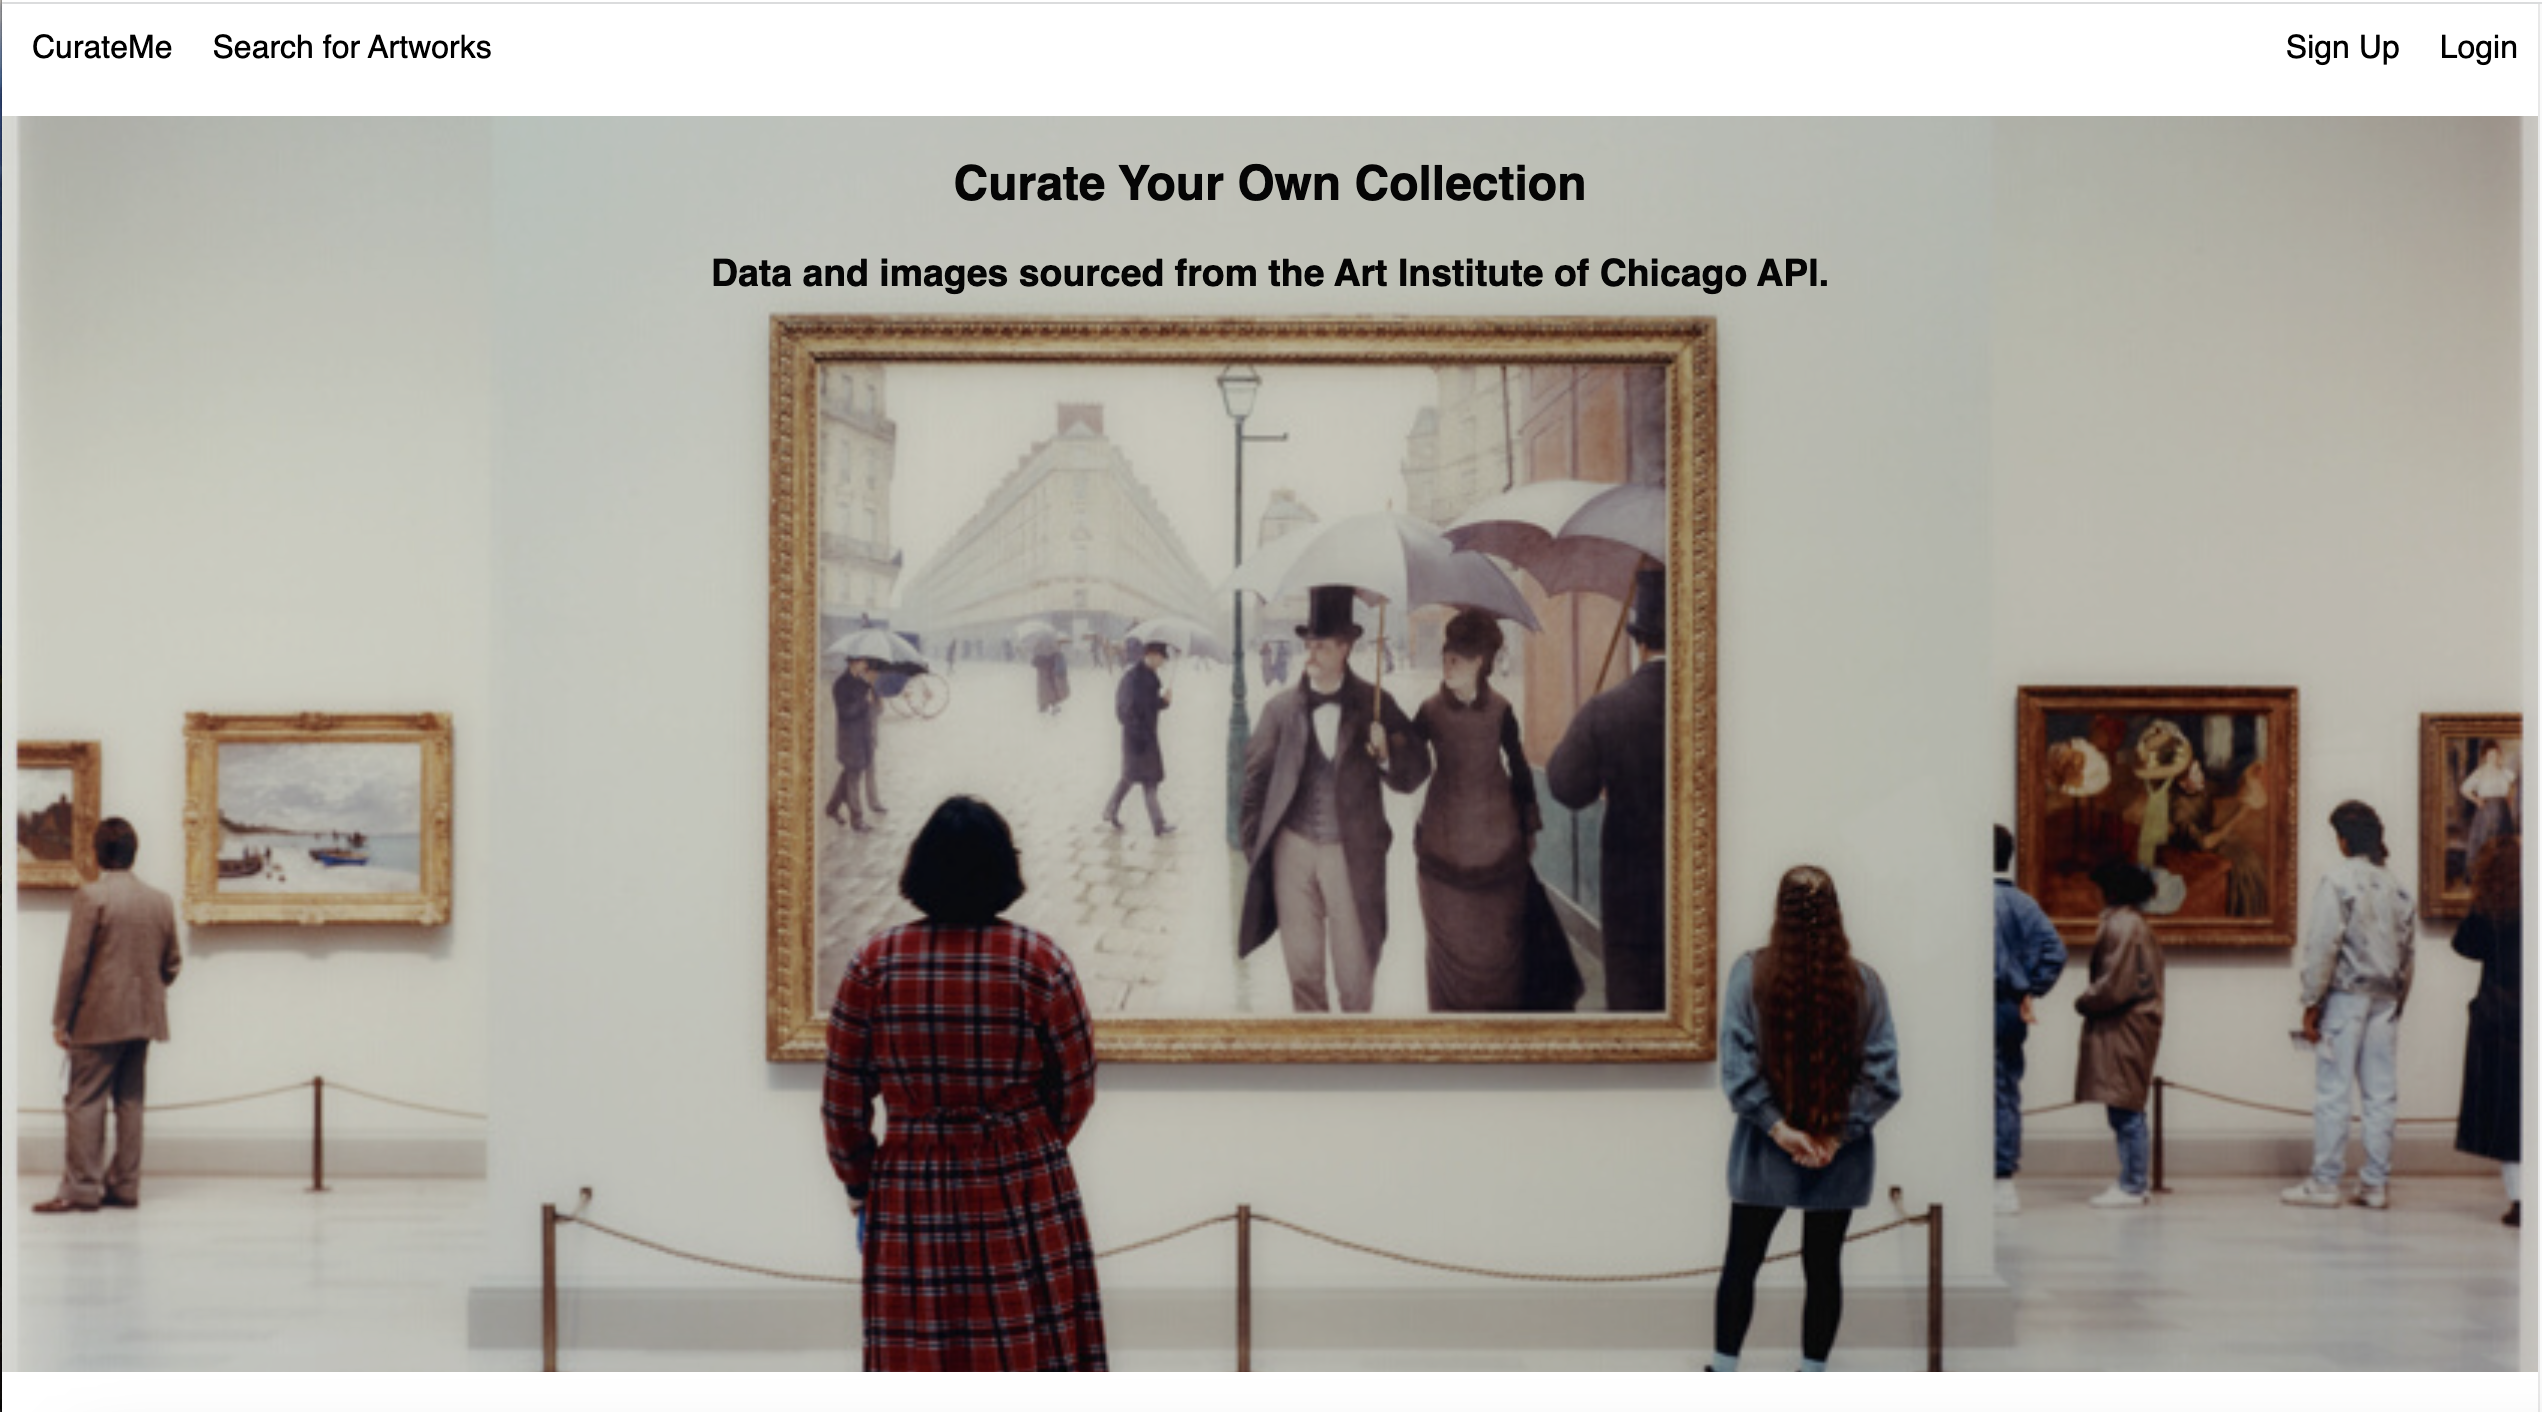 CurateMe Search for Artworks Sign Up Login
Curate Your Own Collection
Data and images sourced from the Art Institute of Chicago API.